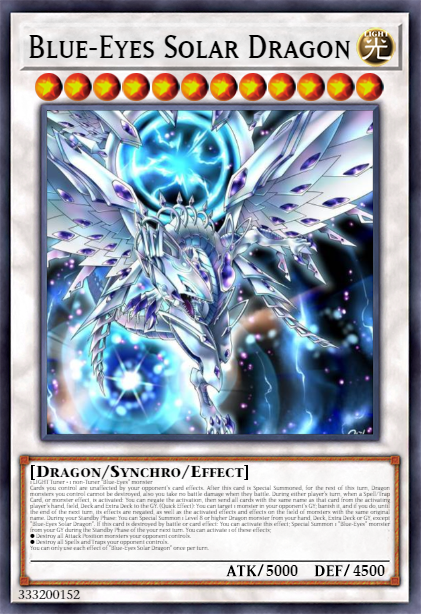 BLUE-EYES SOLAR DRAGON
LIGHT
光
[DRAGON/SYNCHRO/EFFECT]
1 LIGHT Tuner + 1 non-Tuner "Blue-Eyes" monster
Cards you control are unaffected by your opponent's card effects. After this card is Special Summoned, for the rest of this turn, Dragon
monsters you control cannot be destroyed, also you take no battle damage when they battle. During either player's turn, when a Spell/Trap
Card, or monster effect, is activated: You can negate the activation, then send all cards with the same name as that card from the activating
player's hand, field, Deck and Extra Deck to the GY. (Quick Effect): You can target 1 monster in your opponent's GY; banish it, and if you do, until
the end of the next turn, its effects are negated, as well as the activated effects and effects on the field of monsters with the same original
name. During your Standby Phase: You can Special Summon 1 Level 8 or higher Dragon monster from your hand, Deck, Extra Deck or GY, except
"Blue-Eyes Solar Dragon". If this card is destroyed by battle or card effect: You can activate this effect; Special Summon 1 "Blue-Eyes" monster
from your GY during the Standby Phase of the next turn. You can activate 1 of these effects;
● Destroy all Attack Position monsters your opponent controls.
● Destroy all Spells and Traps your opponent controls.
You can only use each effect of "Blue-Eyes Solar Dragon" once per turn.
ATK/5000 DEF/4500
333200152